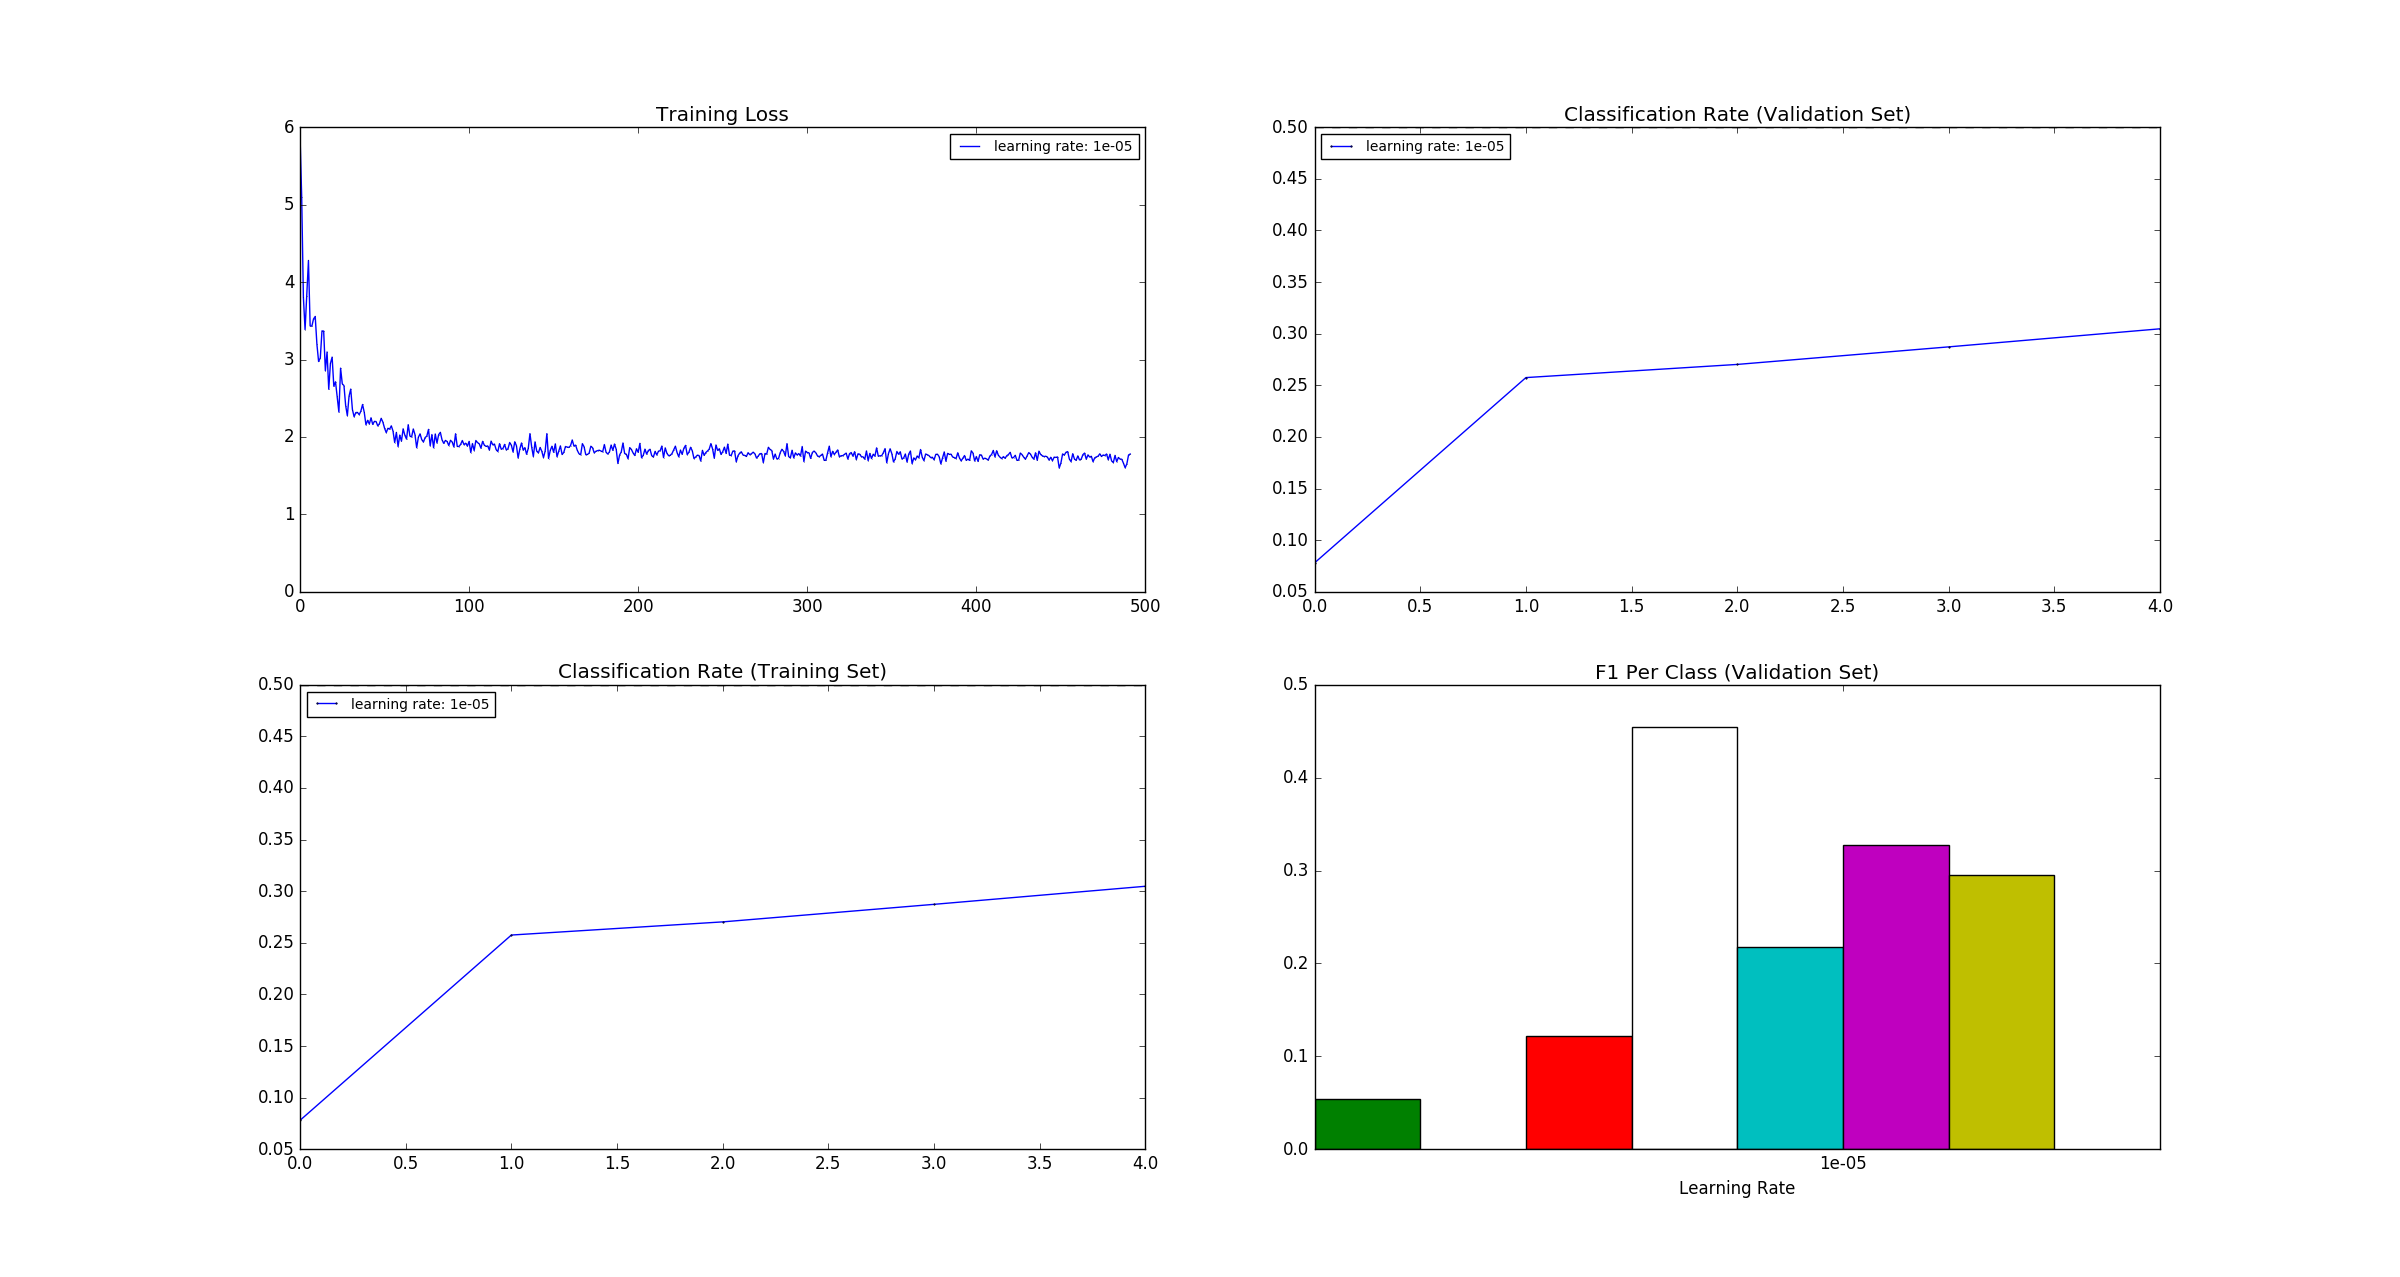 Training Loss
6
5
4
3
2
1
0
0 100 200 300 400 500
learning rate: 1e-05
Classification Rate (Validation Set)
0.50
0.45
0.40
0.35
0.30
0.25
0.20
0.15
0.10
0.05
0.0 0.5 1.0 1.5 2.0 2.5 3.0 3.5 4.0
learning rate: 1e-05
Classification Rate (Training Set)
0.50
0.45
0.40
0.35
0.30
0.25
0.20
0.15
0.10
0.05
0.0 0.5 1.0 1.5 2.0 2.5 3.0 3.5 4.0
learning rate: 1e-05
F1 Per Class (Validation Set)
0.5
0.4
0.3
0.2
0.1
0.0
1e-05
Learning Rate